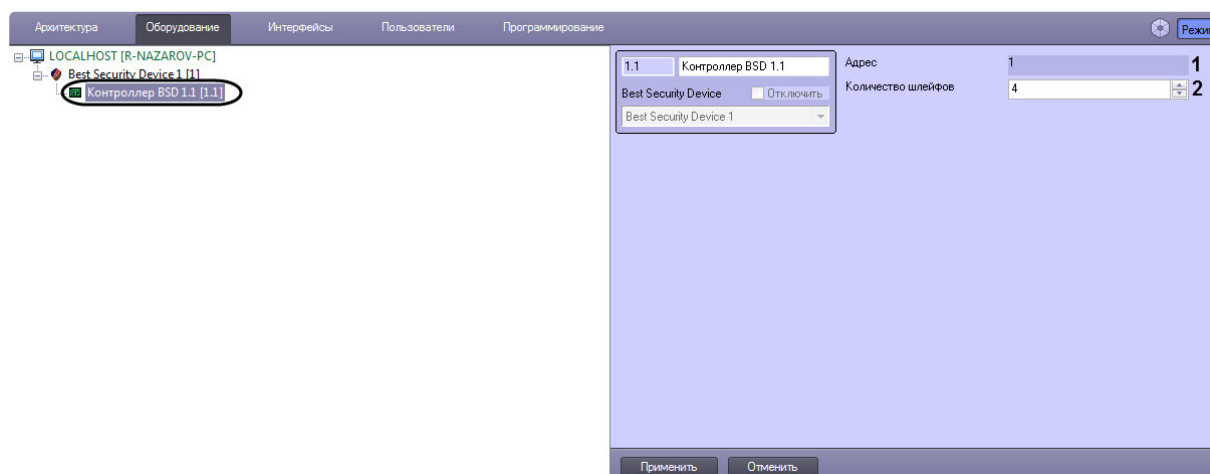 Архитектура Оборудование Интерфейсы Пользователи Программирование
LOCALHOST [R-NAZAROV-PC]
Best Security Device 1 [1]
Контроллер BSD 1.1 [1.1]
1.1 Контроллер BSD 1.1
Best Security Device Отключить
Best Security Device 1
Адрес 1 1
Количество шлейфов 4 2
Применить Отменить